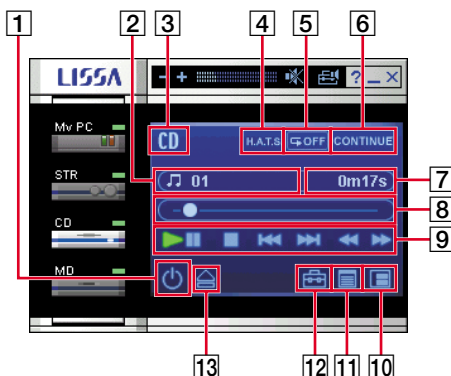 1 2 3 4 5 6
LISSA - + ? _ ×
My PC
CD H.A.T.S OFF CONTINUE
STR
01 0m17s 7
8
CD
9
MD
13 12 11 10